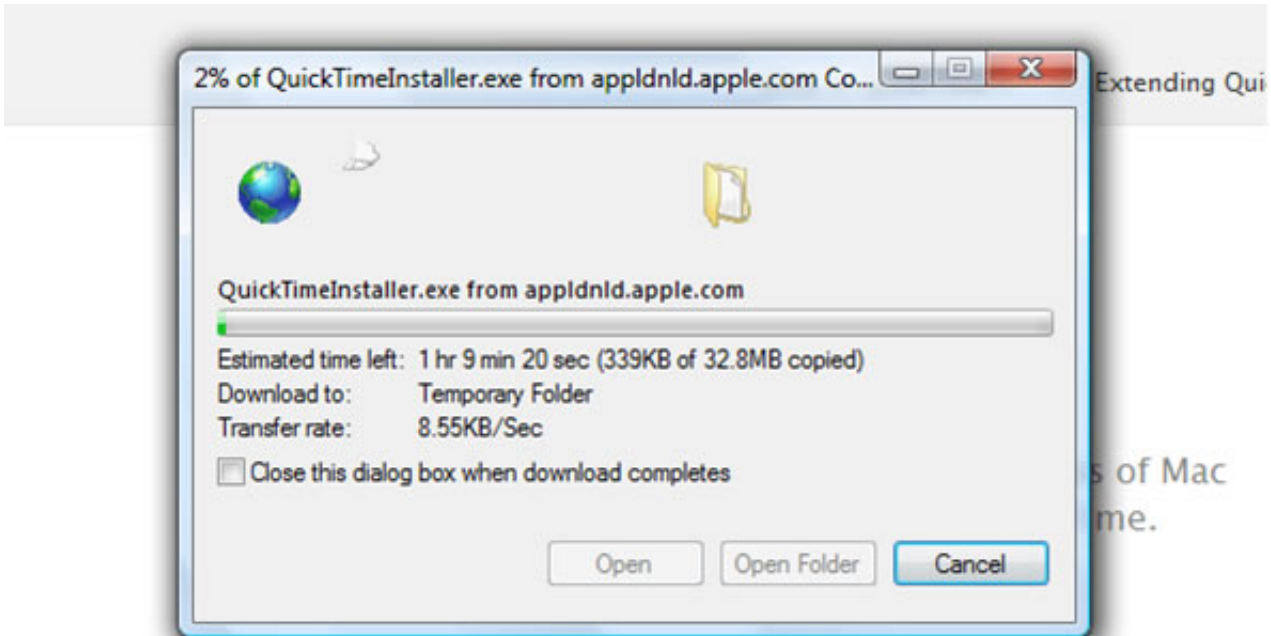 2% of QuickTimeInstaller.exe from appldnld.apple.com Co...
Extending Qui
QuickTimeInstaller.exe from appldnld.apple.com
Estimated time left: 1 hr 9 min 20 sec (339KB of 32.8MB copied)
Download to: Temporary Folder
Transfer rate: 8.55KB/Sec
Close this dialog box when download completes
s of Mac
me.
Open Open Folder Cancel